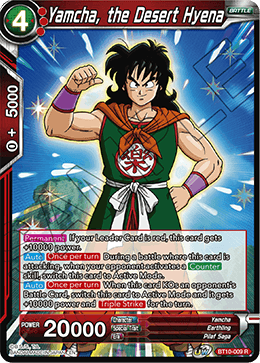 4
Yamcha, the Desert Hyena
BATTLE
+ 5000
Permanent If your Leader Card is red, this card gets
+10000 power.
Auto Once per turn During a battle where this card is
attacking, when your opponent activates a Counter
skill, switch this card to Active Mode.
Auto Once per turn When this card KOs an opponent's
Battle Card, switch this card to Active Mode and it gets
+10000 power and Triple Strike for the turn.
POWER
20000
Character Yamcha
Special Trait Earthling
Era Pilaf Saga
BT10-009 R